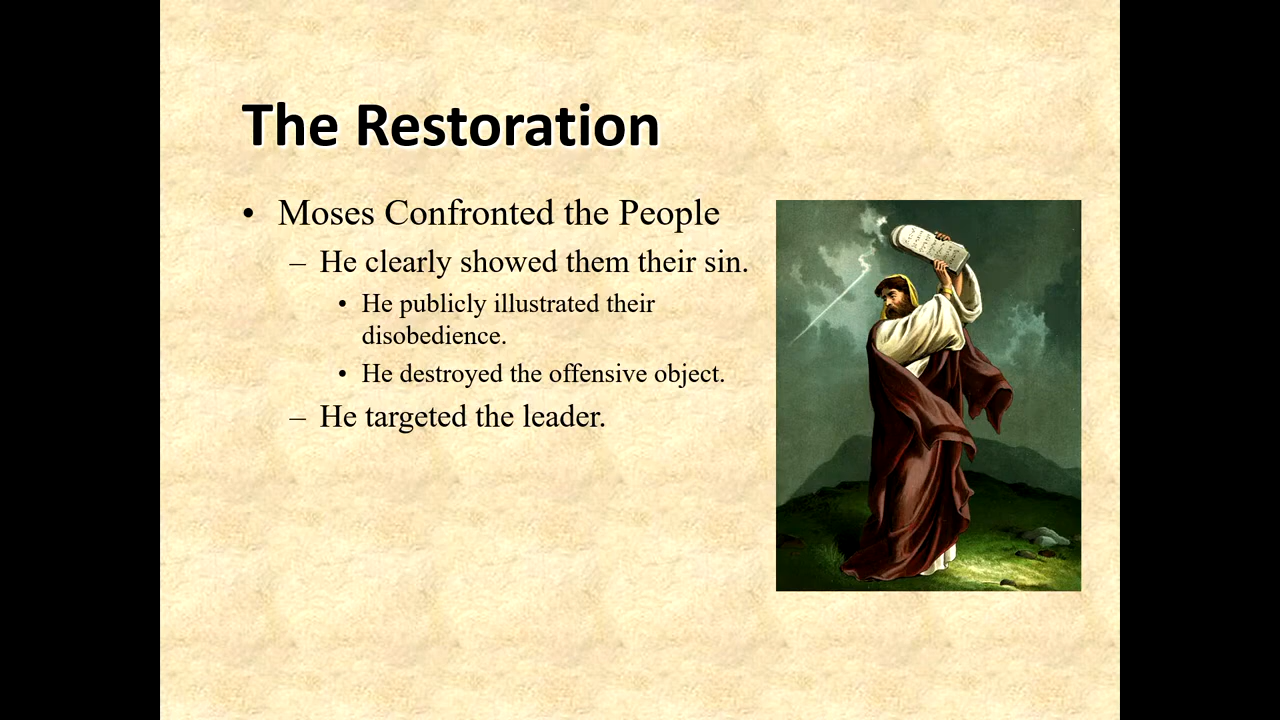 The Restoration
• Moses Confronted the People
– He clearly showed them their sin.
• He publicly illustrated their
disobedience.
• He destroyed the offensive object.
– He targeted the leader.